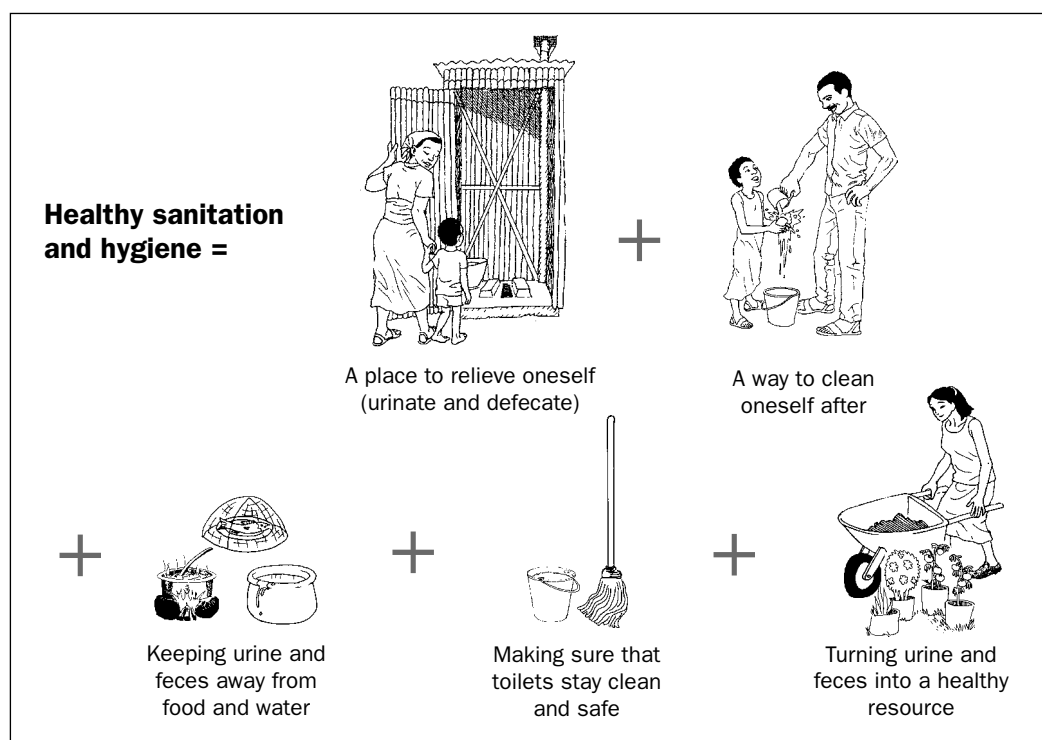 Healthy sanitation
and hygiene =
+
A place to relieve oneself
(urinate and defecate)
A way to clean
oneself after
+
+
+
Keeping urine and
feces away from
food and water
Making sure that
toilets stay clean
and safe
Turning urine and
feces into a healthy
resource